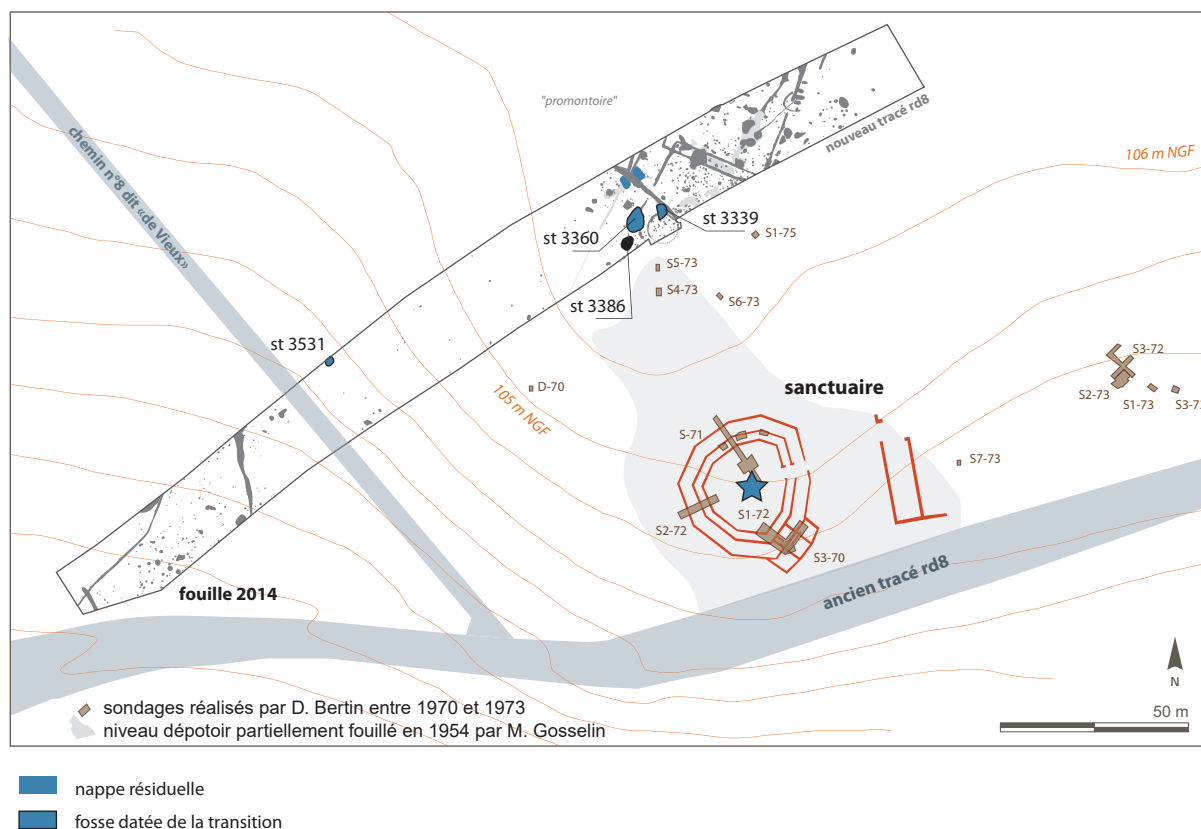 "promontoire"
nouveau tracé rd8
106 m NGF
chemin n°8 dit «de Vieux»
st 3339
st 3360
S1-75
S5-73
S4-73
S6-73
st 3386
st 3531
S3-72
D-70
sanctuaire
S2-73
S1-73
S3-7
105 m NGF
S-71
S7-73
S1-72
S2-72
S3-70
ancien tracé rd8
fouille 2014
N
sondages réalisés par D. Bertin entre 1970 et 1973
niveau dépotoir partiellement fouillé en 1954 par M. Gosselin
50 m
nappe résiduelle
fosse datée de la transition